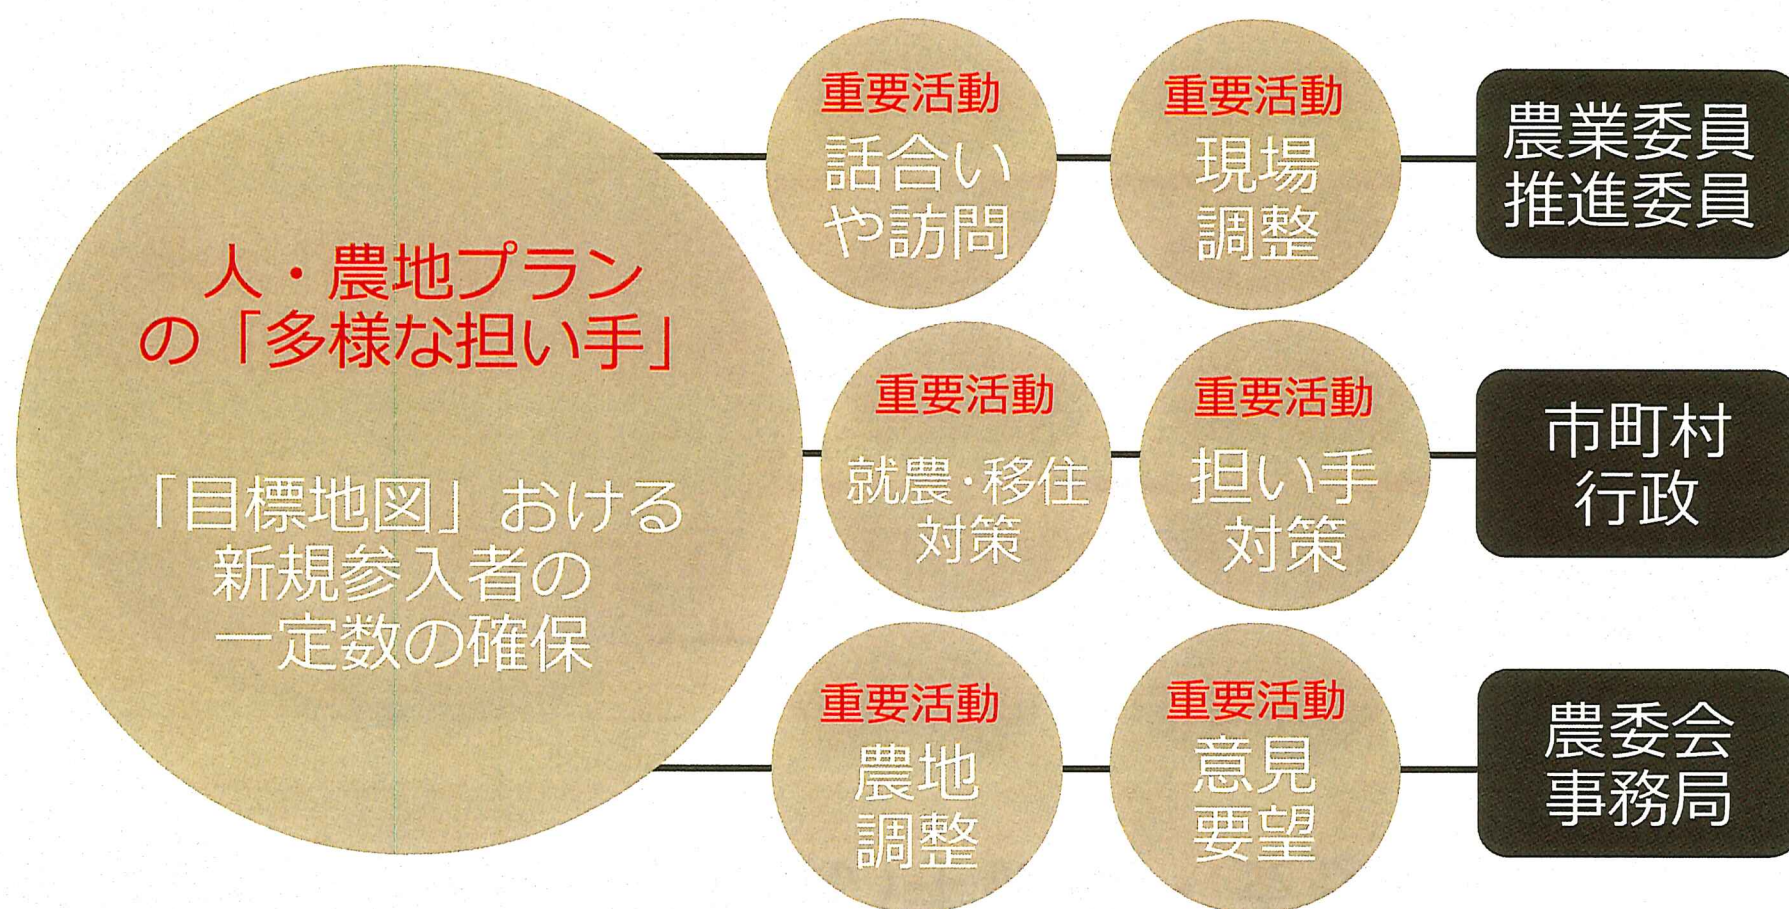 人・農地プラン
の「多様な担い手」
「目標地図」おける
新規参入者の
一定数の確保
重要活動
話合い
や訪問
重要活動
現場
調整
農業委員
推進委員
重要活動
就農・移住
対策
重要活動
担い手
対策
市町村
行政
重要活動
農地
調整
重要活動
意見
要望
農委会
事務局